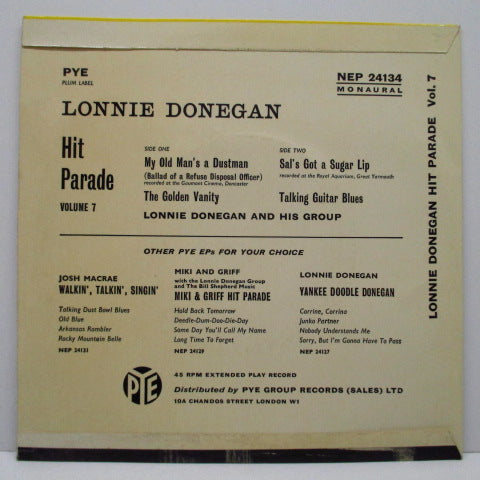 PYE
PLUM LABEL
NEP 24134
MONAURAL
LONNIE DONEGAN
Hit
Parade
VOLUME 7
SIDE ONE
My Old Man's a Dustman
(Ballad of a Refuse Disposal Officer)
recorded at the Gaumont Cinema, Doncaster
The Golden Vanity
SIDE TWO
Sal's Got a Sugar Lip
recorded at the Royal Aquarium, Great Yarmouth
Talking Guitar Blues
LONNIE DONEGAN AND HIS GROUP
OTHER PYE EPs FOR YOUR CHOICE
JOSH MACRAE
WALKIN', TALKIN', SINGIN'
Talking Dust Bowl Blues
Old Blue
Arkansas Rambler
Rocky Mountain Belle
NEP 24131
MIKI AND GRIFF
with the Lonnie Donegan Group
and The Bill Shepherd Music
MIKI & GRIFF HIT PARADE
Hold Back Tomorrow
Deedle-Dum-Doo-Die-Day
Some Day You'll Call My Name
Long Time To Forget
NEP 24129
LONNIE DONEGAN
YANKEE DOODLE DONEGAN
Corrine, Corrina
Junko Partner
Nobody Understands Me
Sorry, But I'm Gonna Have To Pass
NEP 24127
PYE
45 RPM EXTENDED PLAY RECORD
Distributed by PYE GROUP RECORDS (SALES) LTD
10A CHANDOS STREET LONDON W1
LONNIE DONEGAN HIT PARADE Vol. 7